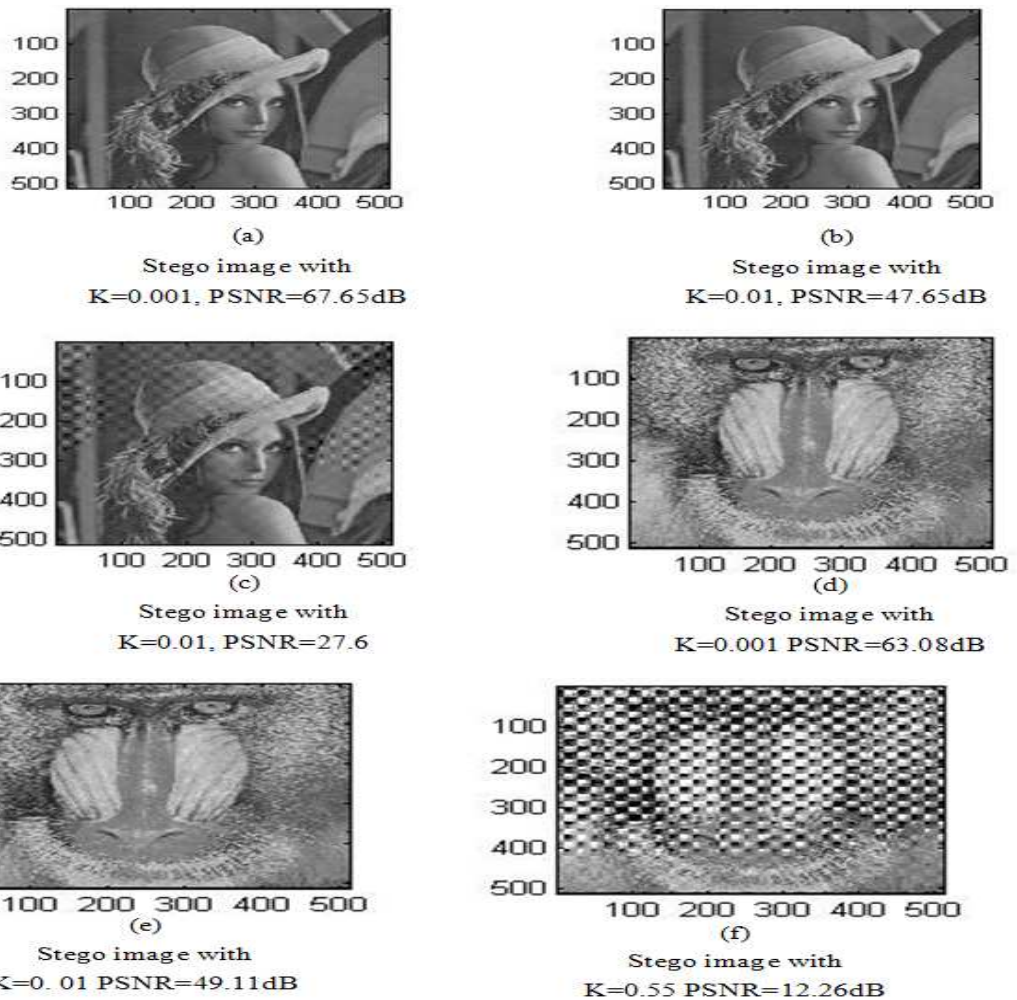 100
200
300
400
500
100 200 300 400 500
(a)
Stego image with
K=0.001, PSNR=67.65dB
100
200
300
400
500
100 200 300 400 500
(b)
Stego image with
K=0.01, PSNR=47.65dB
100
200
300
400
500
100 200 300 400 500
(c)
Stego image with
K=0.01, PSNR=27.6
100
200
300
400
500
100 200 300 400 500
(d)
Stego image with
K=0.001 PSNR=63.08dB
100 200 300 400 500
(e)
Stego image with
K=0. 01 PSNR=49.11dB
100
200
300
400
500
100 200 300 400 500
(f)
Stego image with
K=0.55 PSNR=12.26dB